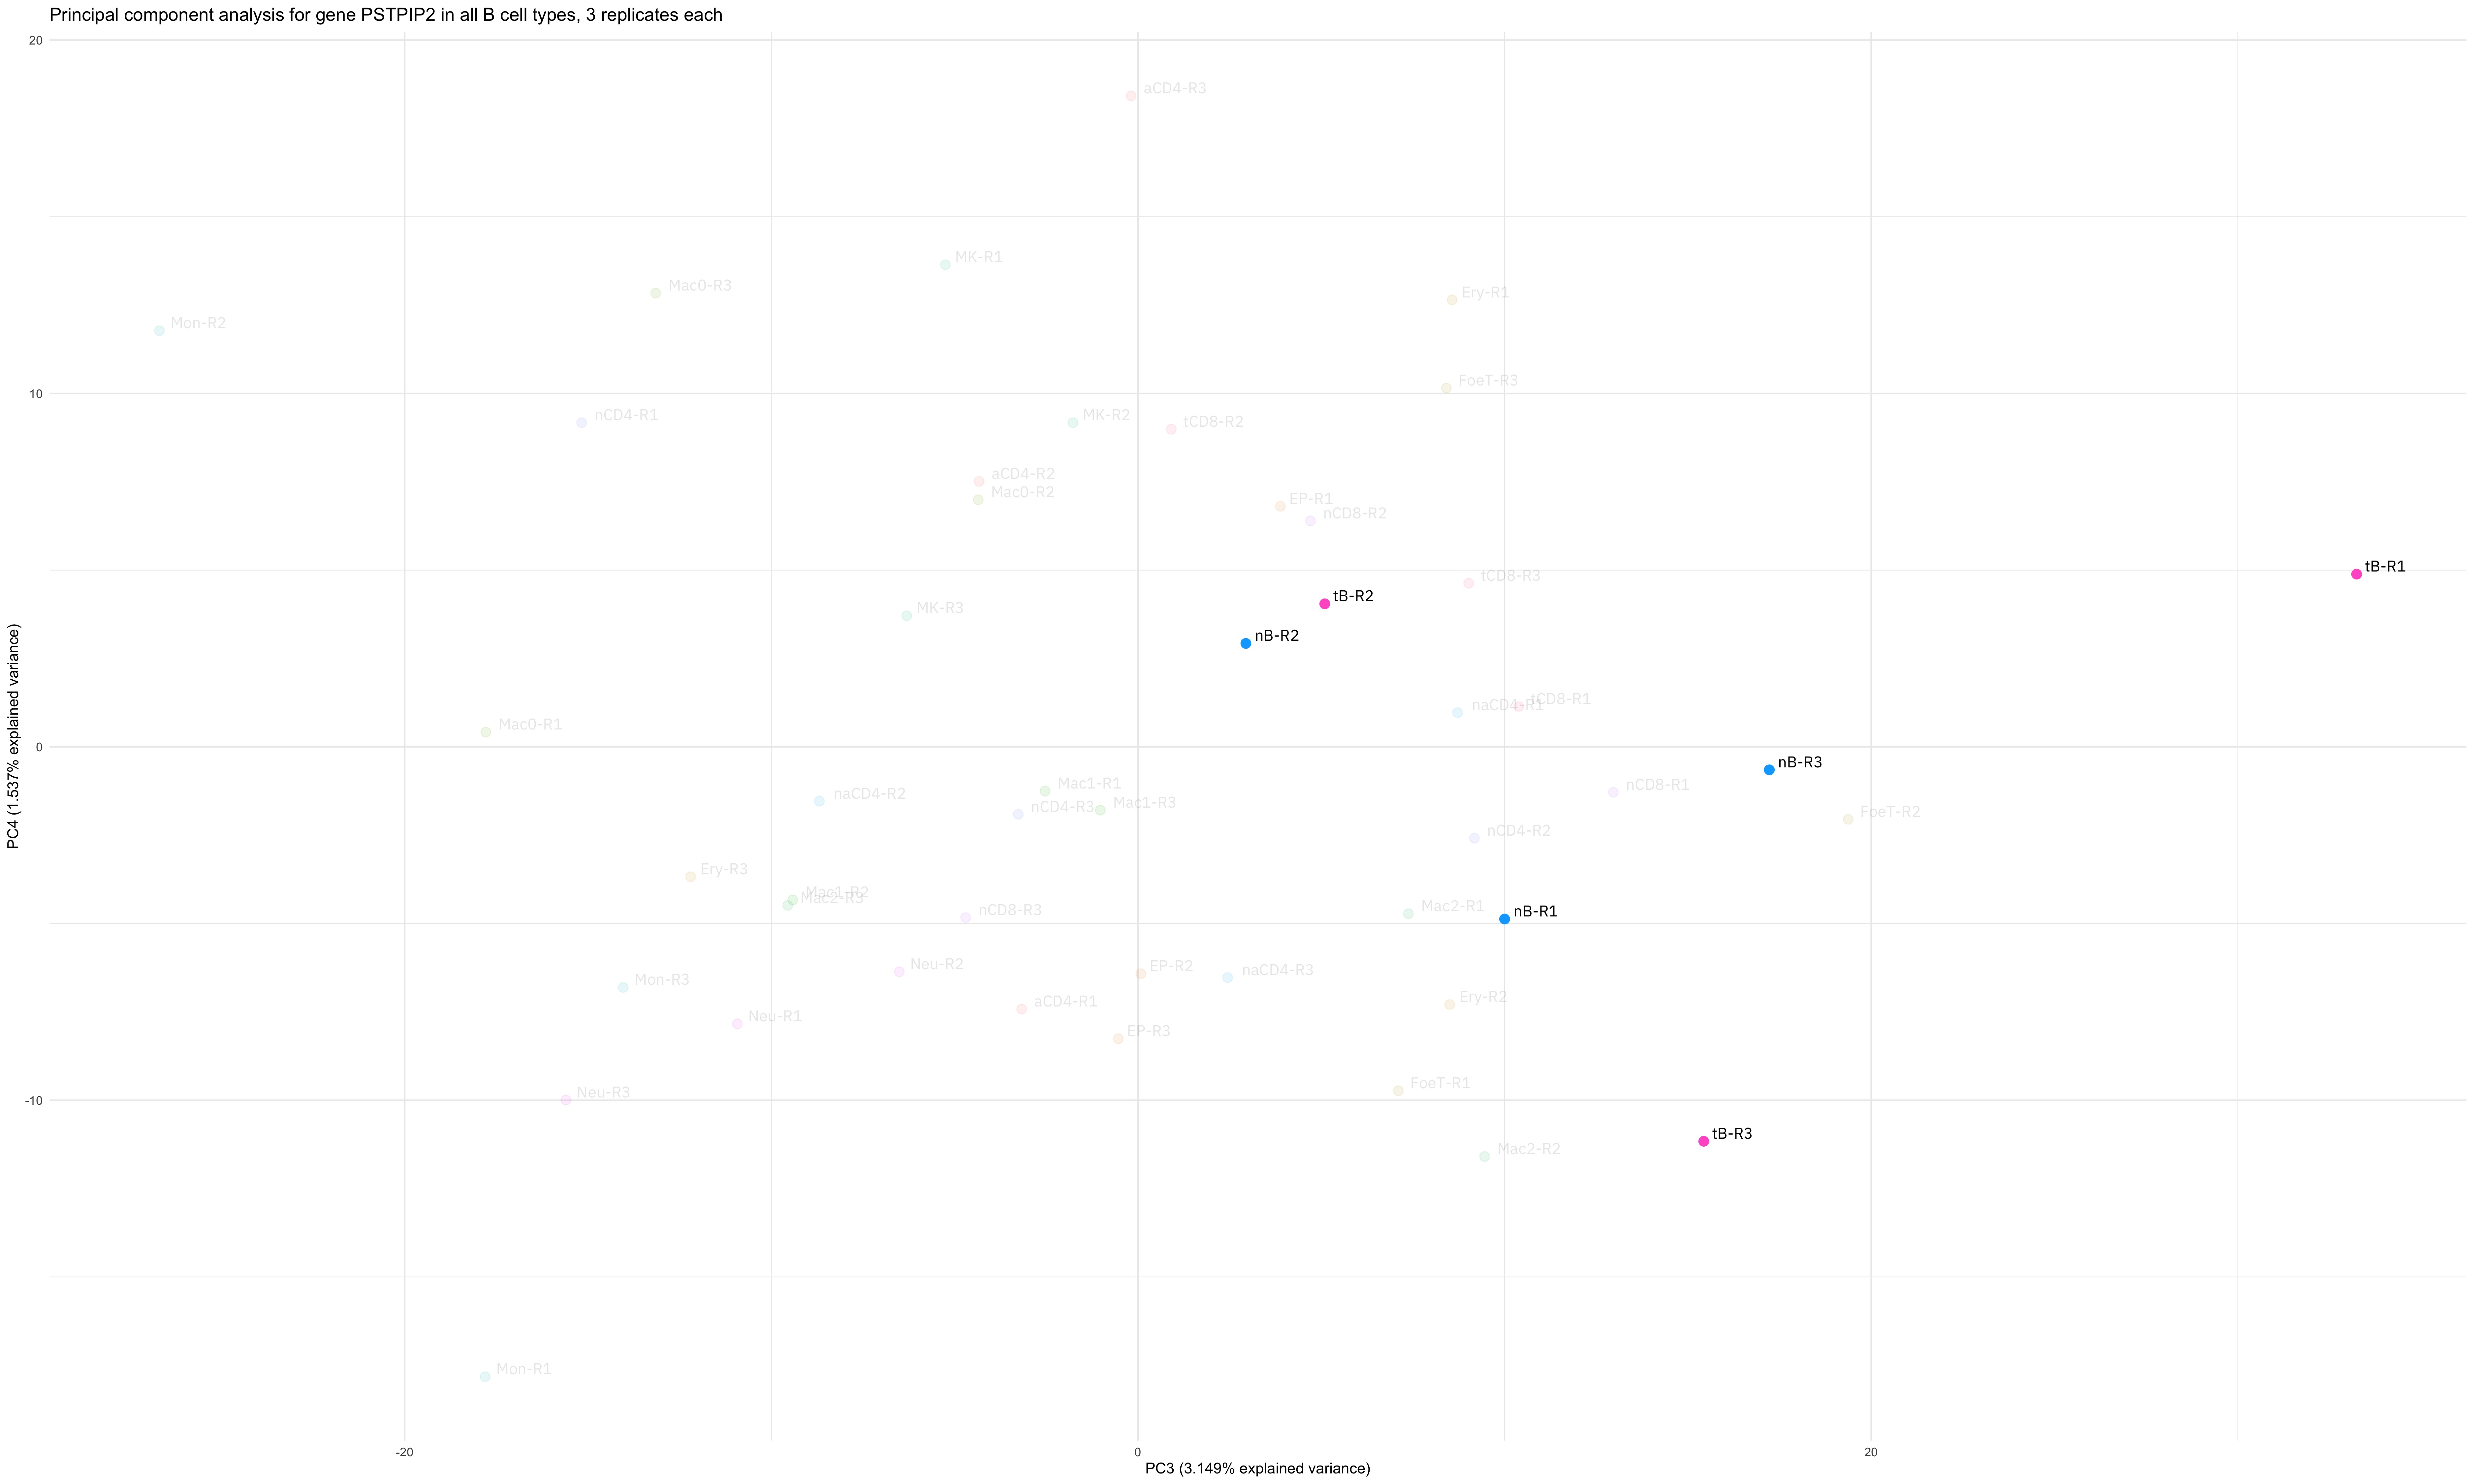 Principal component analysis for gene PSTPIP2 in all B cell types, 3 replicates each
20
aCD4-R3
MK-R1
Mac0-R3
Ery-R1
Mon-R2
FoeT-R3
10
nCD4-R1
MK-R2
tCD8-R2
aCD4-R2
Mac0-R2
EP-R1
nCD8-R2
tB-R1
tCD8-R3
tB-R2
MK-R3
nB-R2
tCD8-R1
naCD4-R1
Mac0-R1
0
nB-R3
Mac1-R1
nCD8-R1
naCD4-R2
Mac1-R3
nCD4-R3
FoeT-R2
nCD4-R2
Ery-R3
Mac1-R2
Mac2-R3
Mac2-R1
nCD8-R3
nB-R1
Neu-R2
EP-R2
naCD4-R3
Mon-R3
Ery-R2
aCD4-R1
Neu-R1
EP-R3
FoeT-R1
Neu-R3
-10
tB-R3
Mac2-R2
Mon-R1
-20
0
20
PC3 (3.149% explained variance)
PC4 (1.537% explained variance)